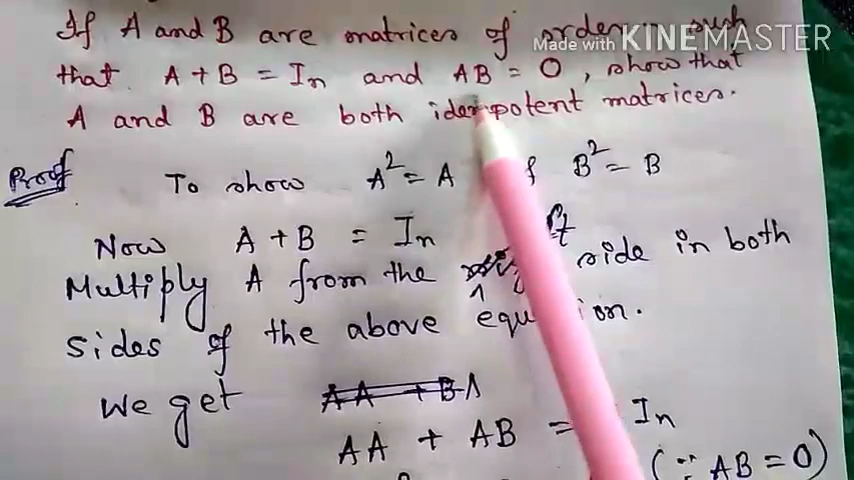 If A and B are matrices of order such
Made with KINEMASTER
that A + B = In and AB = 0, show that
A and B are both idempotent matrices.
Proof
To show A² = A & B² = B
Now A + B = In
Multiply A from the side in both
sides of the above equation.
We get AA + BA
AA + AB = In
(∵ AB = 0)